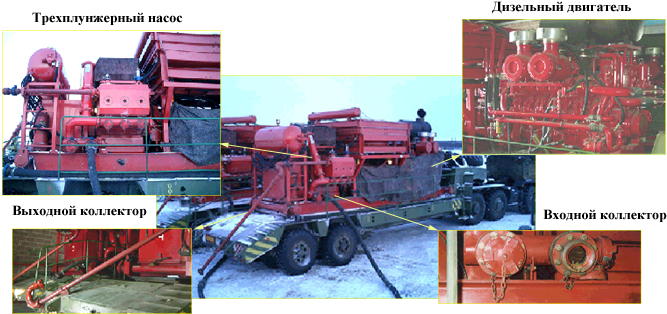 Трехплунжерный насос
Дизельный двигатель
Выходной коллектор
Входной коллектор